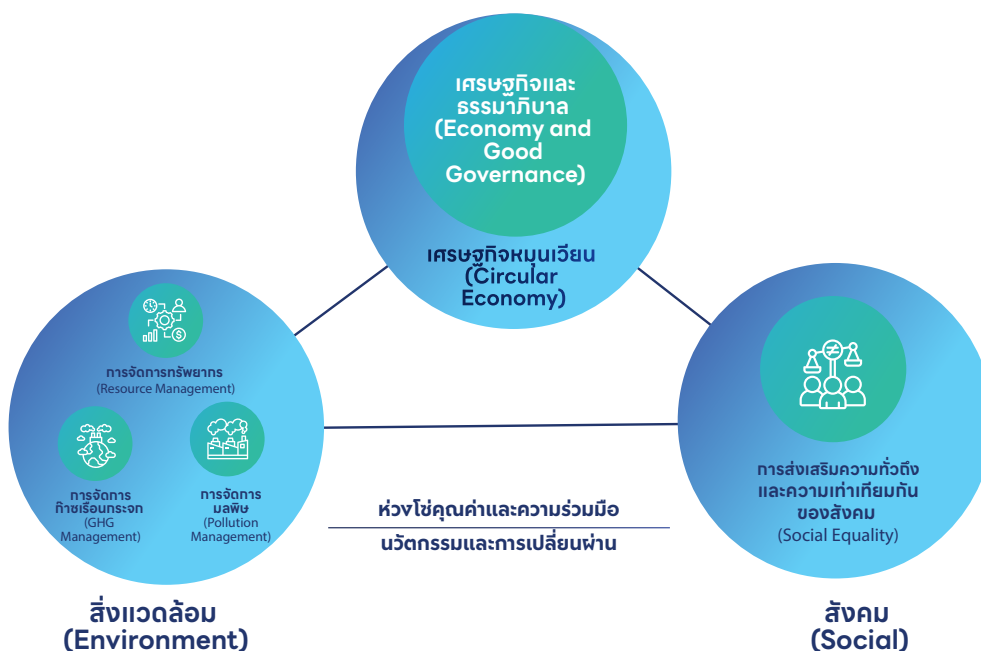 เศรษฐกิจและ
ธรรมาภิบาล
(Economy and
Good
Governance)
เศรษฐกิจหมุนเวียน
(Circular
Economy)
การจัดการทรัพยากร
(Resource Management)
การจัดการ
ก๊าซเรือนกระจก
(GHG
Management)
การจัดการ
มลพิษ
(Pollution
Management)
สิ่งแวดล้อม
(Environment)
ห่วงโซ่คุณค่าและความร่วมมือ
นวัตกรรมและการเปลี่ยนผ่าน
การส่งเสริมความทั่วถึง
และความเท่าเทียมกัน
ของสังคม
(Social Equality)
สังคม
(Social)